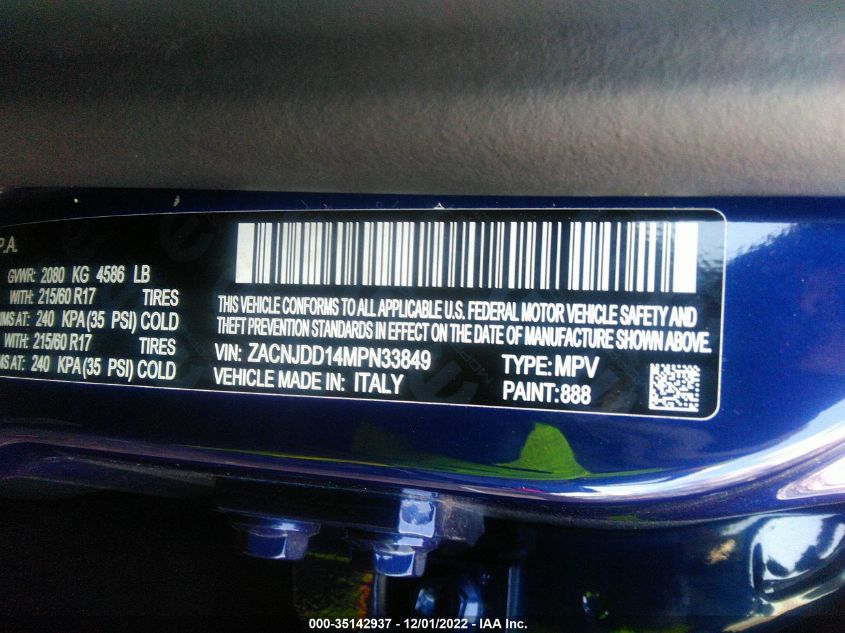 P.A.
GVWR: 2080 KG 4586 LB
WITH: 215/60 R17 TIRES
IMS AT: 240 KPA(35 PSI) COLD
WITH: 215/60 R17 TIRES
IMS AT: 240 KPA(35 PSI) COLD
THIS VEHICLE CONFORMS TO ALL APPLICABLE U.S. FEDERAL MOTOR VEHICLE SAFETY AND
THEFT PREVENTION STANDARDS IN EFFECT ON THE DATE OF MANUFACTURE SHOWN ABOVE.
VIN: ZACNJDD14MPN33849 TYPE: MPV
VEHICLE MADE IN: ITALY PAINT: 888
000-35142937 - 12/01/2022 - IAA Inc.